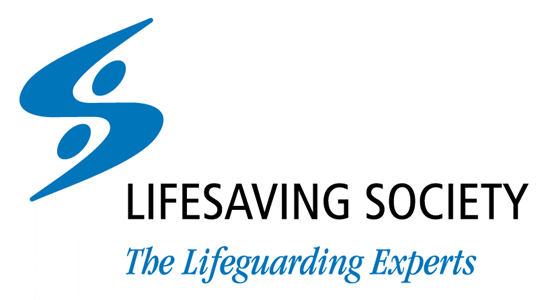 LIFESAVING SOCIETY
The Lifeguarding Experts